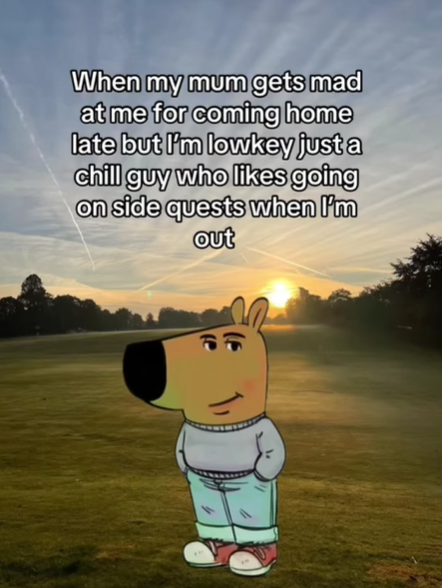 When my mum gets mad
at me for coming home
late but I'm lowkey just a
chill guy who likes going
on side quests when I'm
out